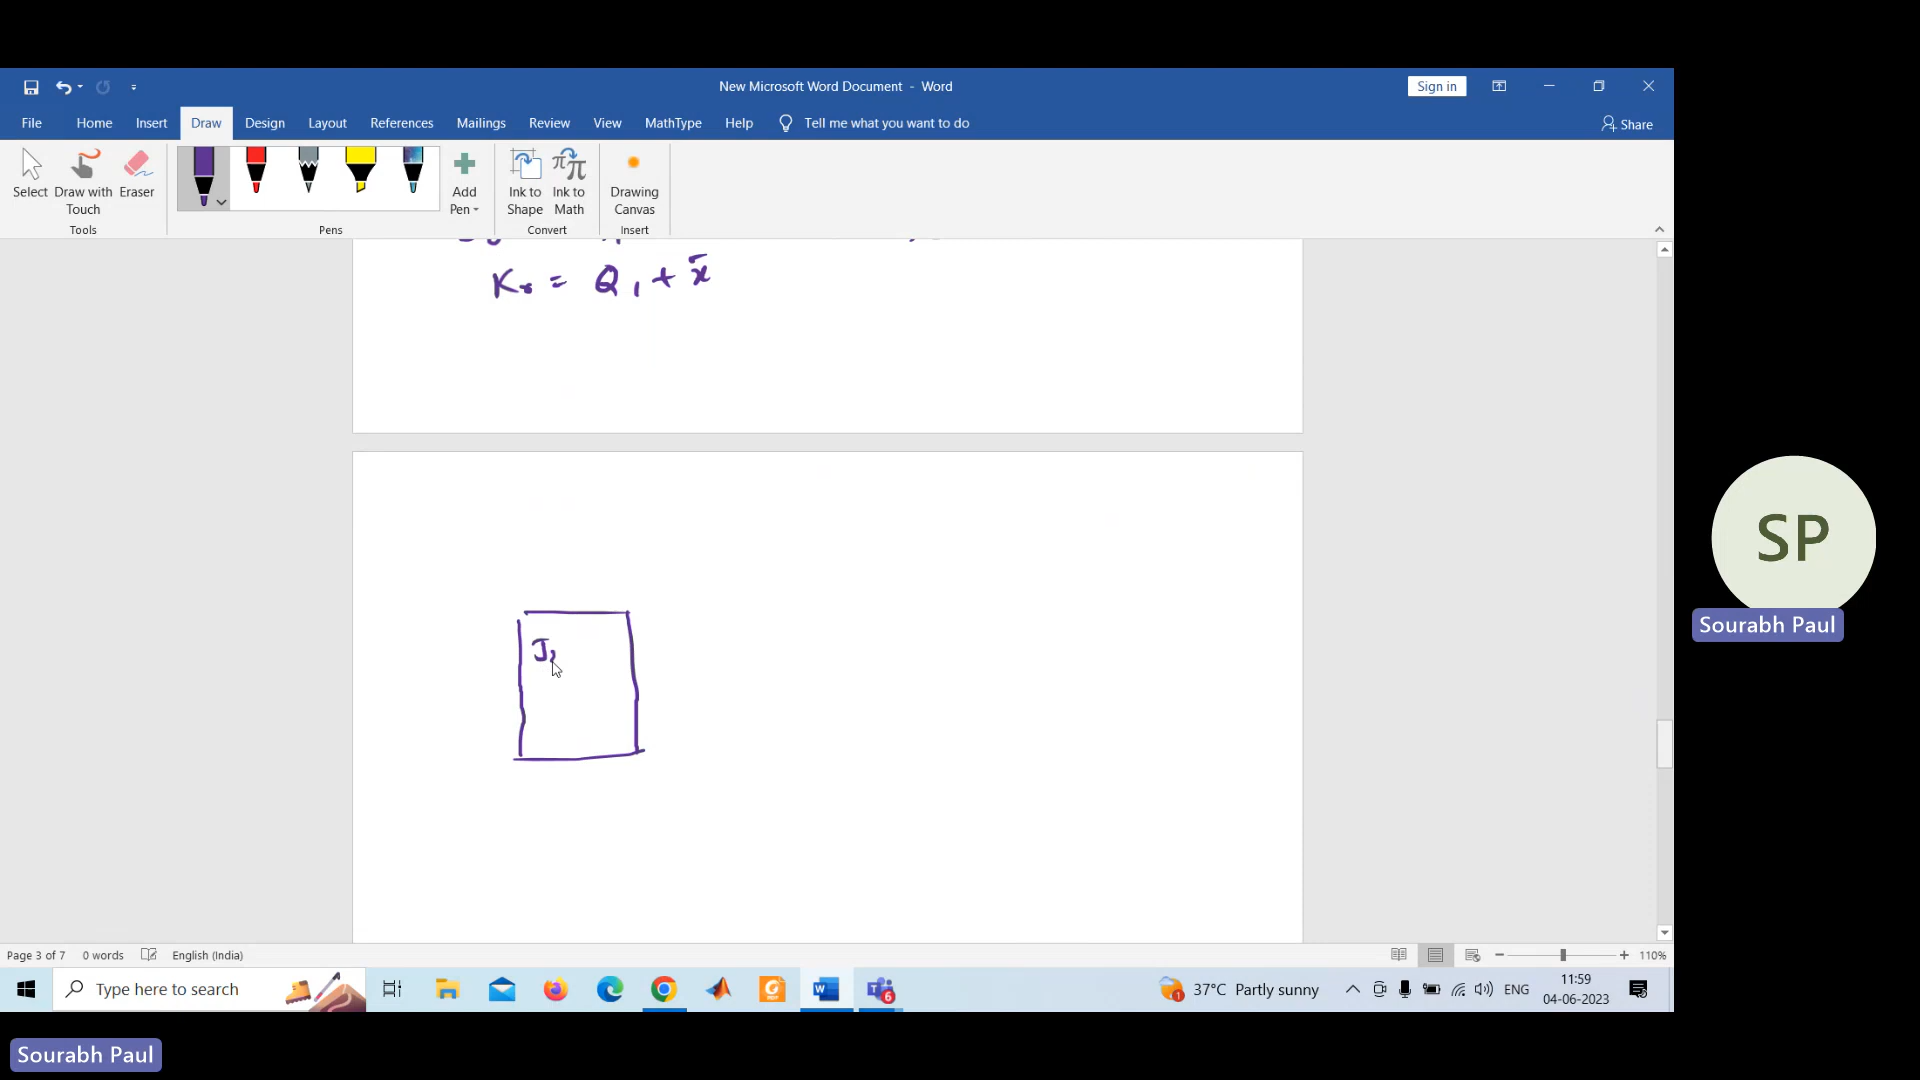 New Microsoft Word Document - Word
Sign in
File Home Insert Draw Design Layout References Mailings Review View MathType Help Tell me what you want to do
Share
Select Draw with Touch Eraser
Add Pen
Ink to Shape Ink to Math
Drawing Canvas
Tools Pens Convert Insert
= Q1 + x̄
J1
SP
Sourabh Paul
Page 3 of 7 0 words English (India)
110%
Type here to search
6
1
37°C Partly sunny
ENG
11:59
04-06-2023
Sourabh Paul